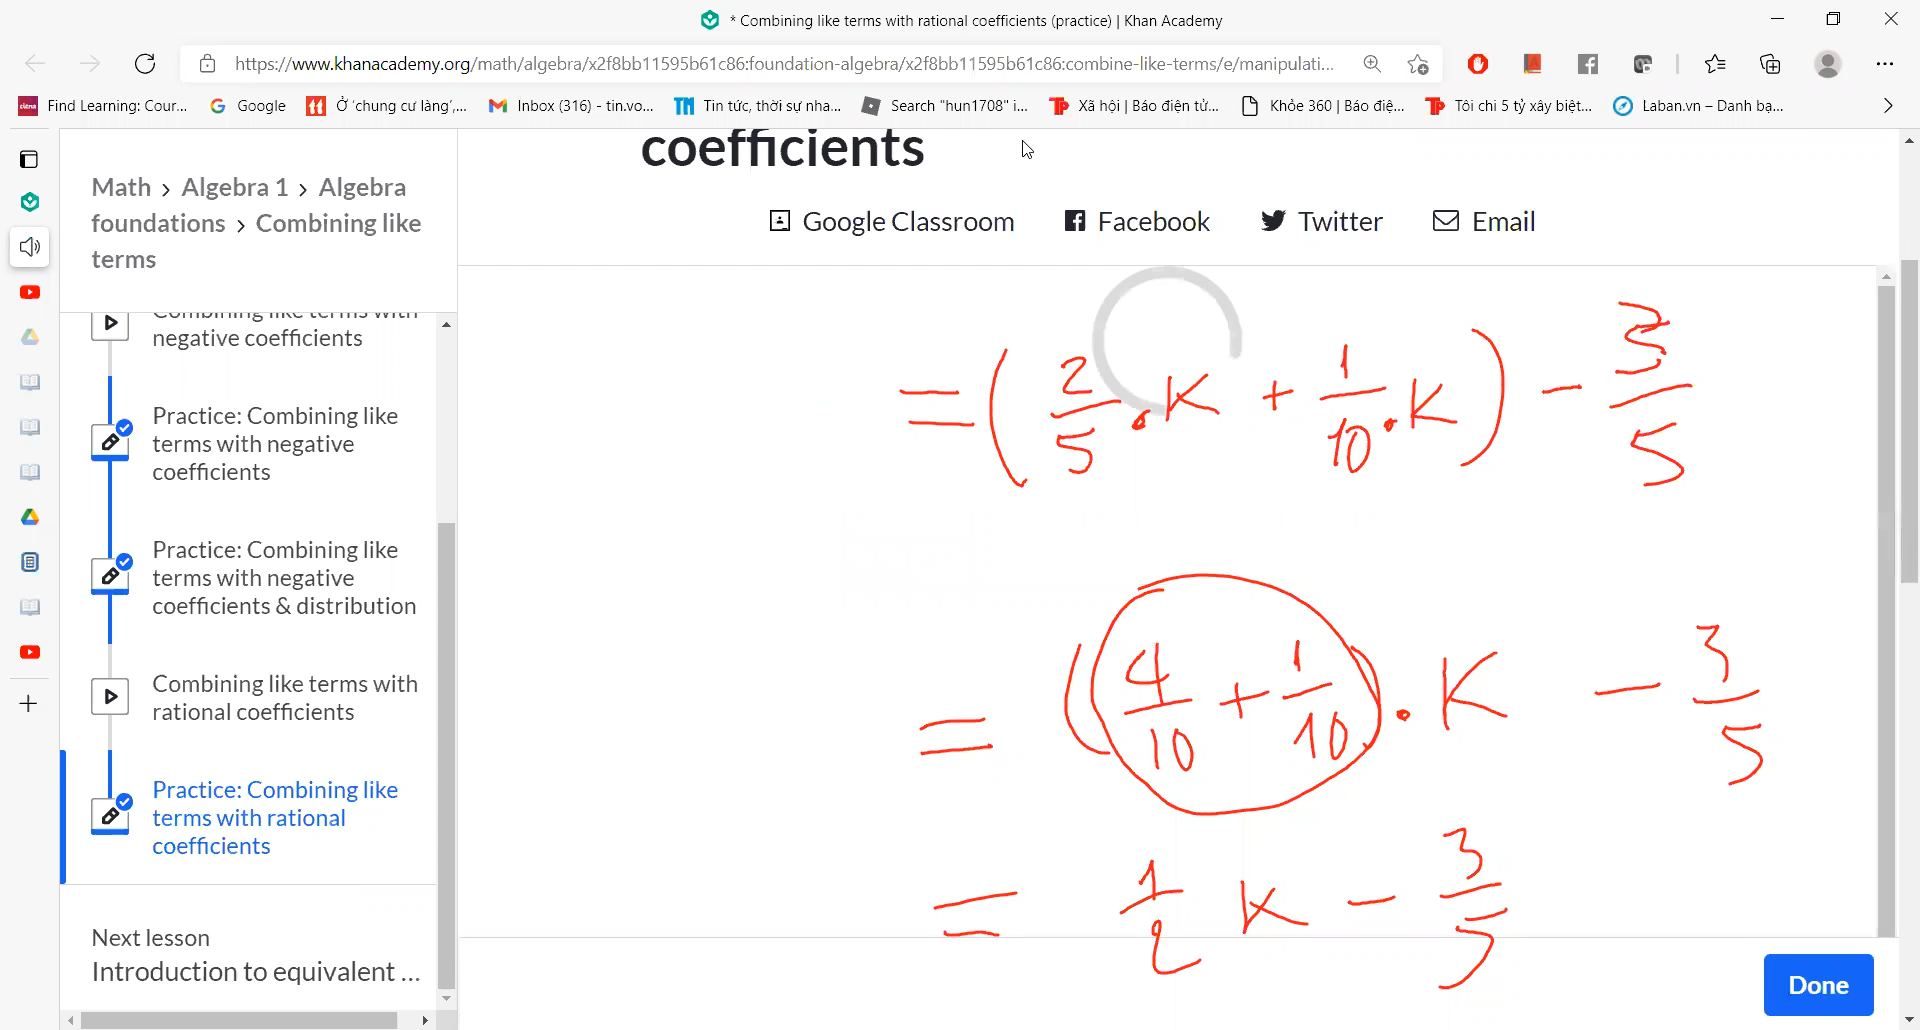 * Combining like terms with rational coefficients (practice) | Khan Academy
https://www.khanacademy.org/math/algebra/x2f8bb11595b61c86:foundation-algebra/x2f8bb11595b61c86:combine-like-terms/e/manipulati...
Find Learning: Cour...
Google
Ở 'chung cư làng',...
Inbox (316) - tin.vo...
Tin tức, thời sự nha...
Search "hun1708" i...
Xã hội | Báo điện tử...
Khỏe 360 | Báo điệ...
Tôi chi 5 tỷ xây biệt...
Laban.vn – Danh bạ...
Math › Algebra 1 › Algebra
foundations › Combining like
terms
Combining like terms with
negative coefficients
Practice: Combining like
terms with negative
coefficients
Practice: Combining like
terms with negative
coefficients & distribution
Combining like terms with
rational coefficients
Practice: Combining like
terms with rational
coefficients
Next lesson
Introduction to equivalent ...
coefficients
Google Classroom
Facebook
Twitter
Email
= (2/5 . K + 1/10 . K) - 3/5
= (4/10 + 1/10) . K - 3/5
= 1/2 K - 3/5
Done